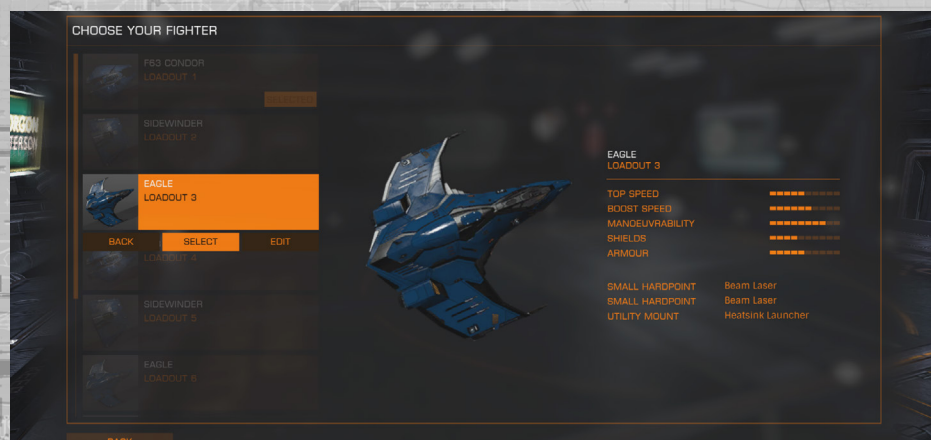 CHOOSE YOUR FIGHTER
F63 CONDOR
LOADOUT 1
SELECTED
SIDEWINDER
LOADOUT 2
EAGLE
LOADOUT 3
BACK SELECT EDIT
LOADOUT 4
SIDEWINDER
LOADOUT 5
EAGLE
LOADOUT 6
EAGLE
LOADOUT 3
TOP SPEED
BOOST SPEED
MANOEUVRABILITY
SHIELDS
ARMOUR
SMALL HARDPOINT Beam Laser
SMALL HARDPOINT Beam Laser
UTILITY MOUNT Heatsink Launcher
BACK